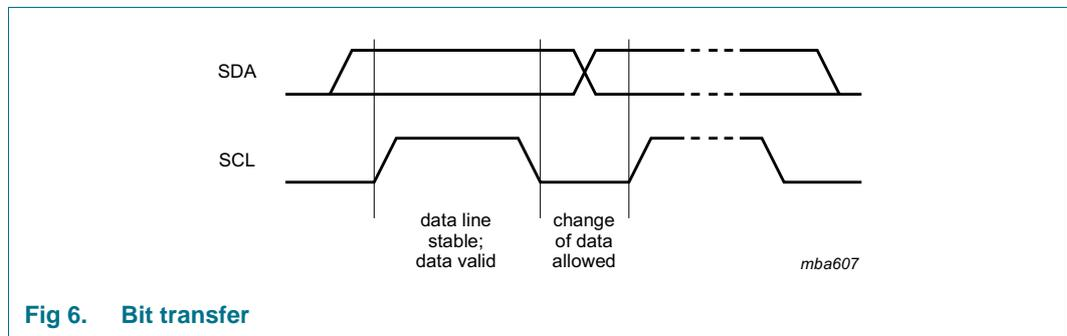 SDA
SCL
data line
stable;
data valid
change
of data
allowed
mba607
Fig 6. Bit transfer